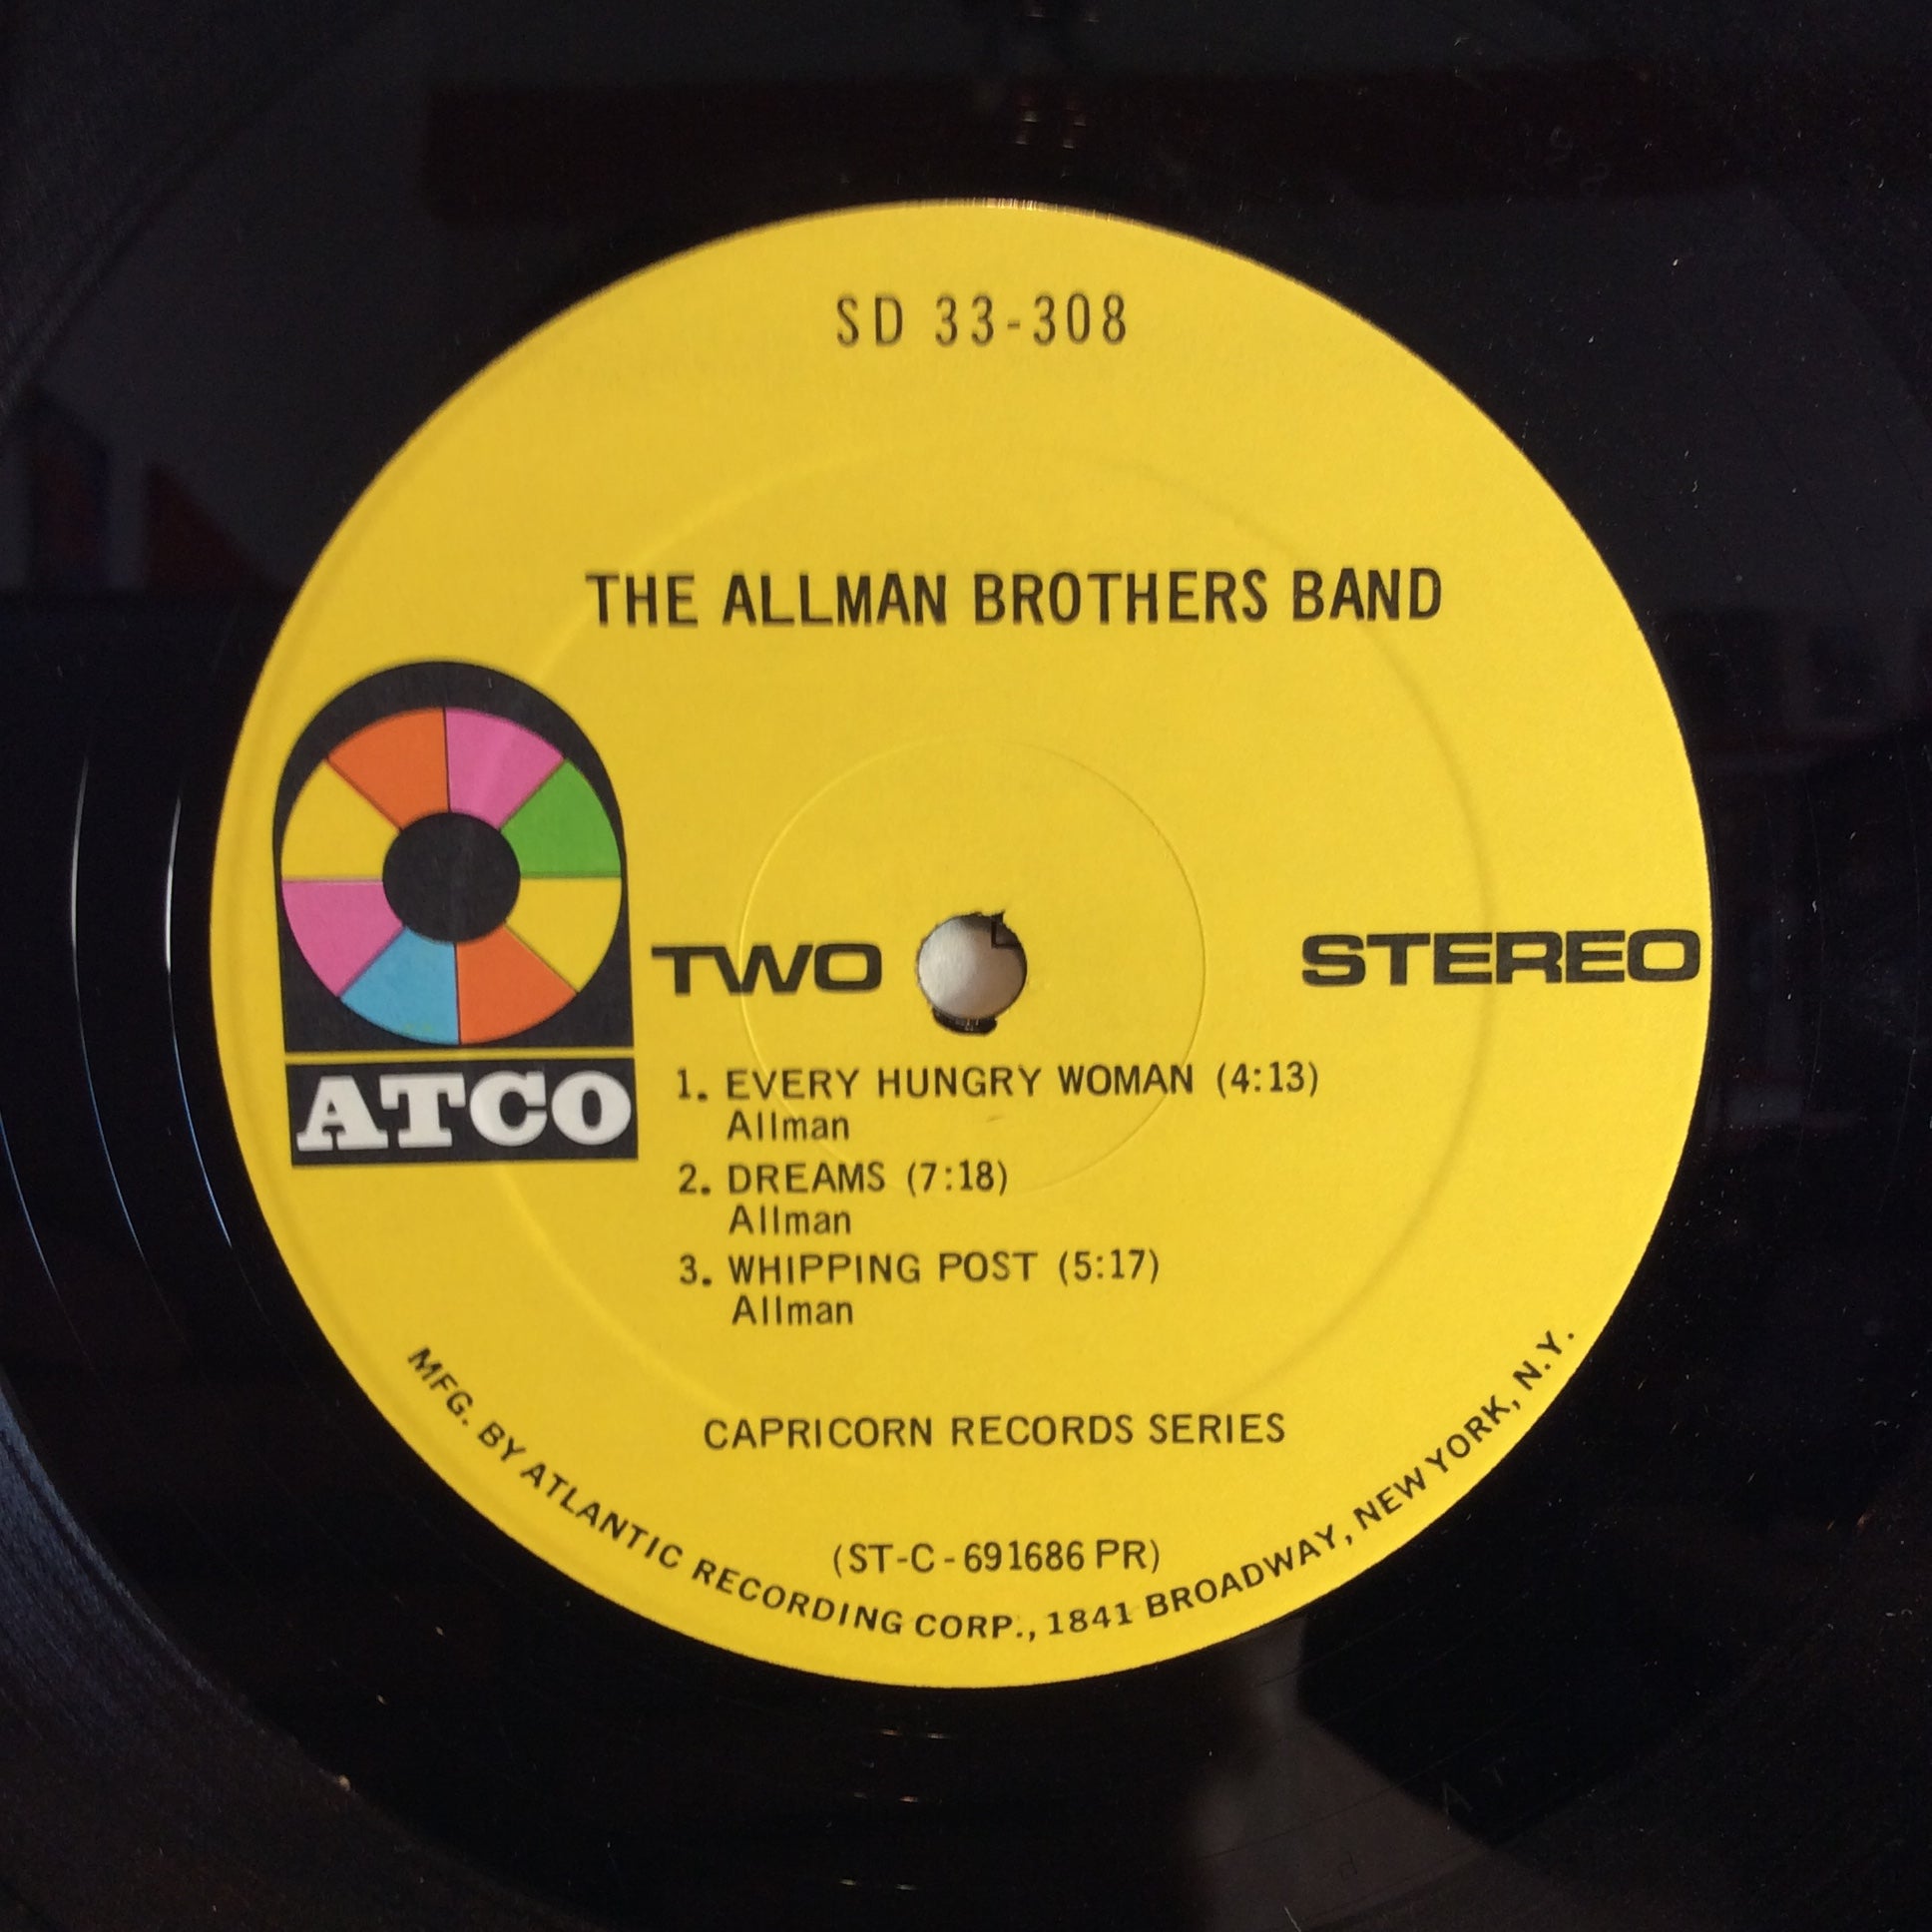 SD 33-308
THE ALLMAN BROTHERS BAND
ATCO
TWO
STEREO
1. EVERY HUNGRY WOMAN (4:13)
Allman
2. DREAMS (7:18)
Allman
3. WHIPPING POST (5:17)
Allman
CAPRICORN RECORDS SERIES
(ST-C-691686 PR)
MFG. BY ATLANTIC RECORDING CORP., 1841 BROADWAY, NEW YORK, N.Y.